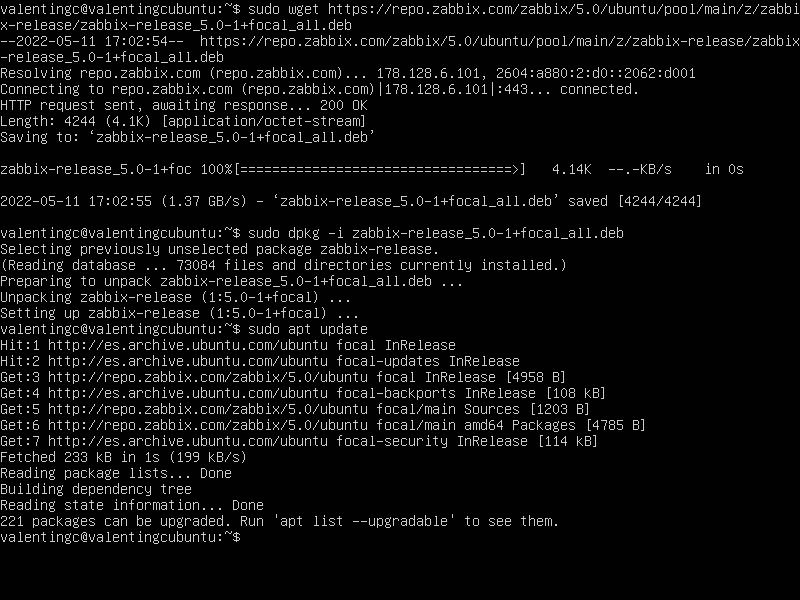 valentingc@valentingcubuntu:~$ sudo wget https://repo.zabbix.com/zabbix/5.0/ubuntu/pool/main/z/zabbi
x-release/zabbix-release_5.0-1+focal_all.deb
--2022-05-11 17:02:54--  https://repo.zabbix.com/zabbix/5.0/ubuntu/pool/main/z/zabbix-release/zabbix
-release_5.0-1+focal_all.deb
Resolving repo.zabbix.com (repo.zabbix.com)... 178.128.6.101, 2604:a880:2:d0::2062:d001
Connecting to repo.zabbix.com (repo.zabbix.com)|178.128.6.101|:443... connected.
HTTP request sent, awaiting response... 200 OK
Length: 4244 (4.1K) [application/octet-stream]
Saving to: ‘zabbix-release_5.0-1+focal_all.deb’

zabbix-release_5.0-1+foc 100%[==================================>]   4.14K  --.-KB/s    in 0s

2022-05-11 17:02:55 (1.37 GB/s) - ‘zabbix-release_5.0-1+focal_all.deb’ saved [4244/4244]

valentingc@valentingcubuntu:~$ sudo dpkg -i zabbix-release_5.0-1+focal_all.deb
Selecting previously unselected package zabbix-release.
(Reading database ... 73084 files and directories currently installed.)
Preparing to unpack zabbix-release_5.0-1+focal_all.deb ...
Unpacking zabbix-release (1:5.0-1+focal) ...
Setting up zabbix-release (1:5.0-1+focal) ...
valentingc@valentingcubuntu:~$ sudo apt update
Hit:1 http://es.archive.ubuntu.com/ubuntu focal InRelease
Hit:2 http://es.archive.ubuntu.com/ubuntu focal-updates InRelease
Get:3 http://repo.zabbix.com/zabbix/5.0/ubuntu focal InRelease [4958 B]
Get:4 http://es.archive.ubuntu.com/ubuntu focal-backports InRelease [108 kB]
Get:5 http://repo.zabbix.com/zabbix/5.0/ubuntu focal/main Sources [1203 B]
Get:6 http://repo.zabbix.com/zabbix/5.0/ubuntu focal/main amd64 Packages [4785 B]
Get:7 http://es.archive.ubuntu.com/ubuntu focal-security InRelease [114 kB]
Fetched 233 kB in 1s (199 kB/s)
Reading package lists... Done
Building dependency tree
Reading state information... Done
221 packages can be upgraded. Run 'apt list --upgradable' to see them.
valentingc@valentingcubuntu:~$